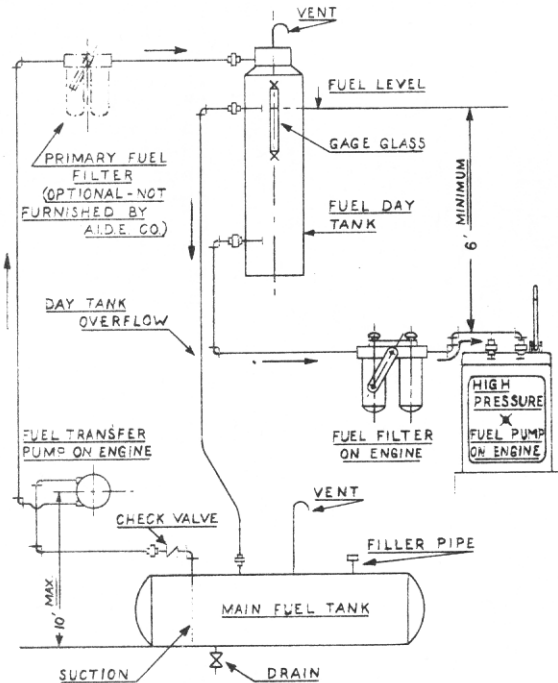 VENT
FUEL LEVEL
GAGE GLASS
PRIMARY FUEL
FILTER
(OPTIONAL-NOT
FURNISHED BY
A.I.D.E. CO.)
FUEL DAY
TANK
6' MINIMUM
DAY TANK
OVERFLOW
HIGH
PRESSURE
FUEL PUMP
ON ENGINE
FUEL FILTER
ON ENGINE
FUEL TRANSFER
PUMP ON ENGINE
VENT
CHECK VALVE
FILLER PIPE
10' MAX
MAIN FUEL TANK
SUCTION
DRAIN